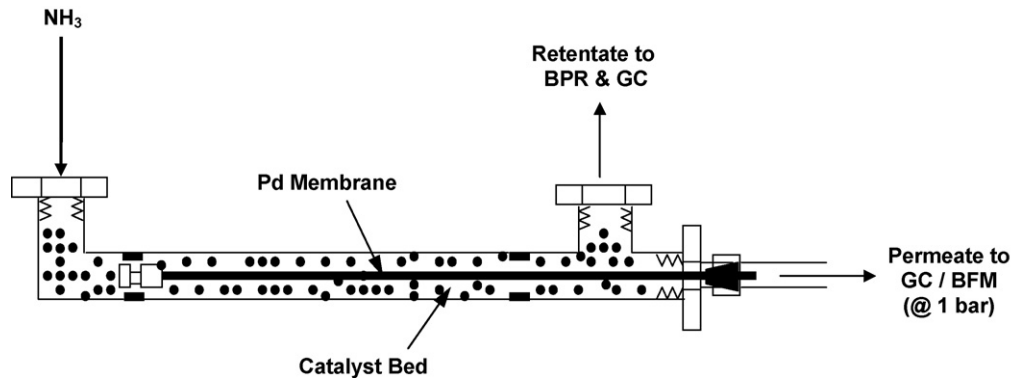 NH₃
Retentate to
BPR & GC
Pd Membrane
Permeate to
GC / BFM
(@ 1 bar)
Catalyst Bed